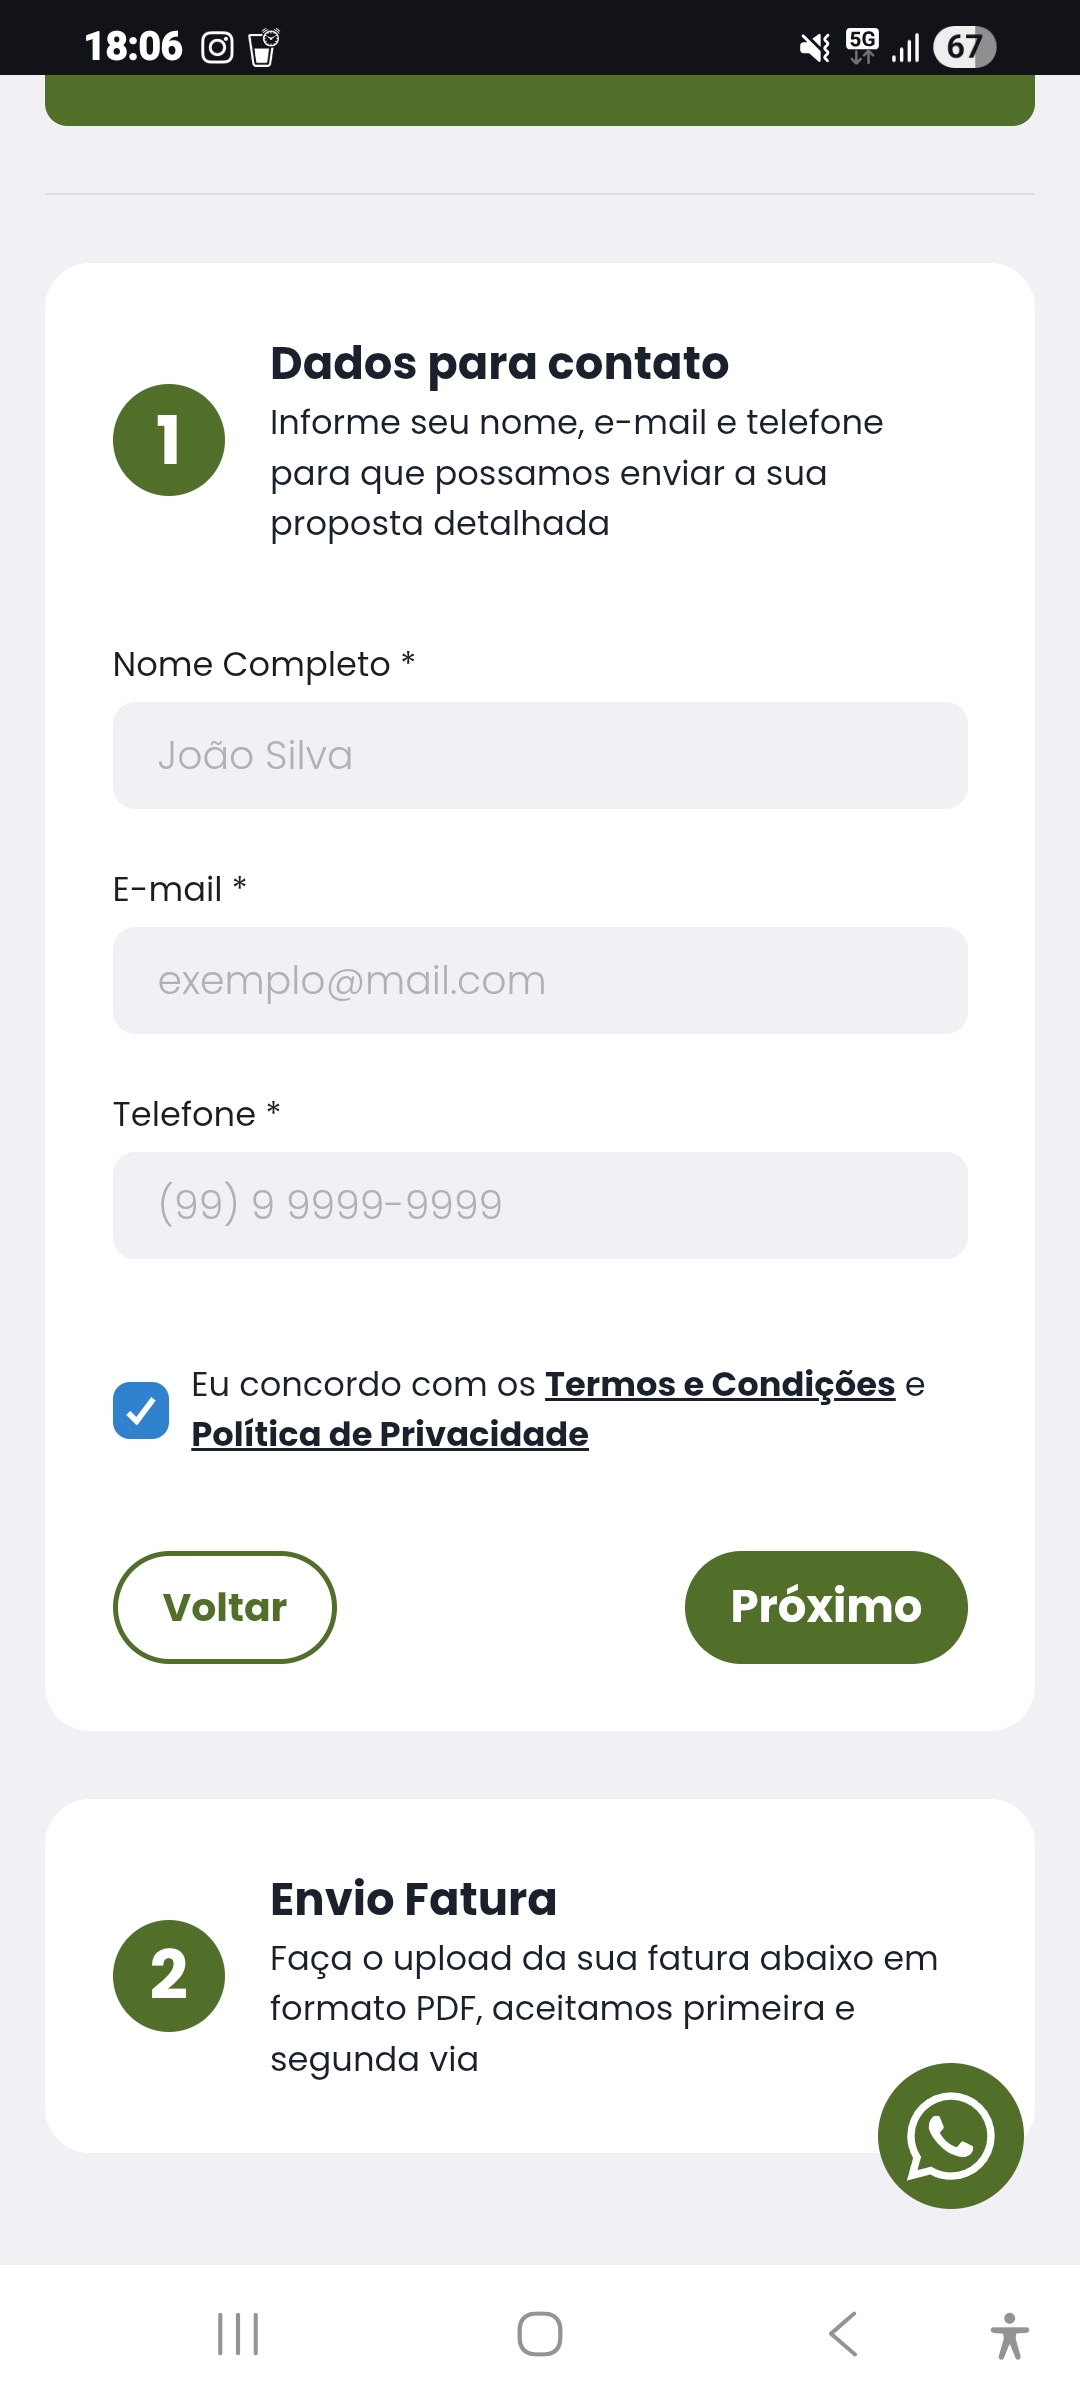 18:06
5G
67
Dados para contato
1
Informe seu nome, e-mail e telefone
para que possamos enviar a sua
proposta detalhada
Nome Completo *
João Silva
E-mail *
exemplo@mail.com
Telefone *
(99) 9 9999-9999
Eu concordo com os Termos e Condições e
Política de Privacidade
Voltar
Próximo
Envio Fatura
2
Faça o upload da sua fatura abaixo em
formato PDF, aceitamos primeira e
segunda via